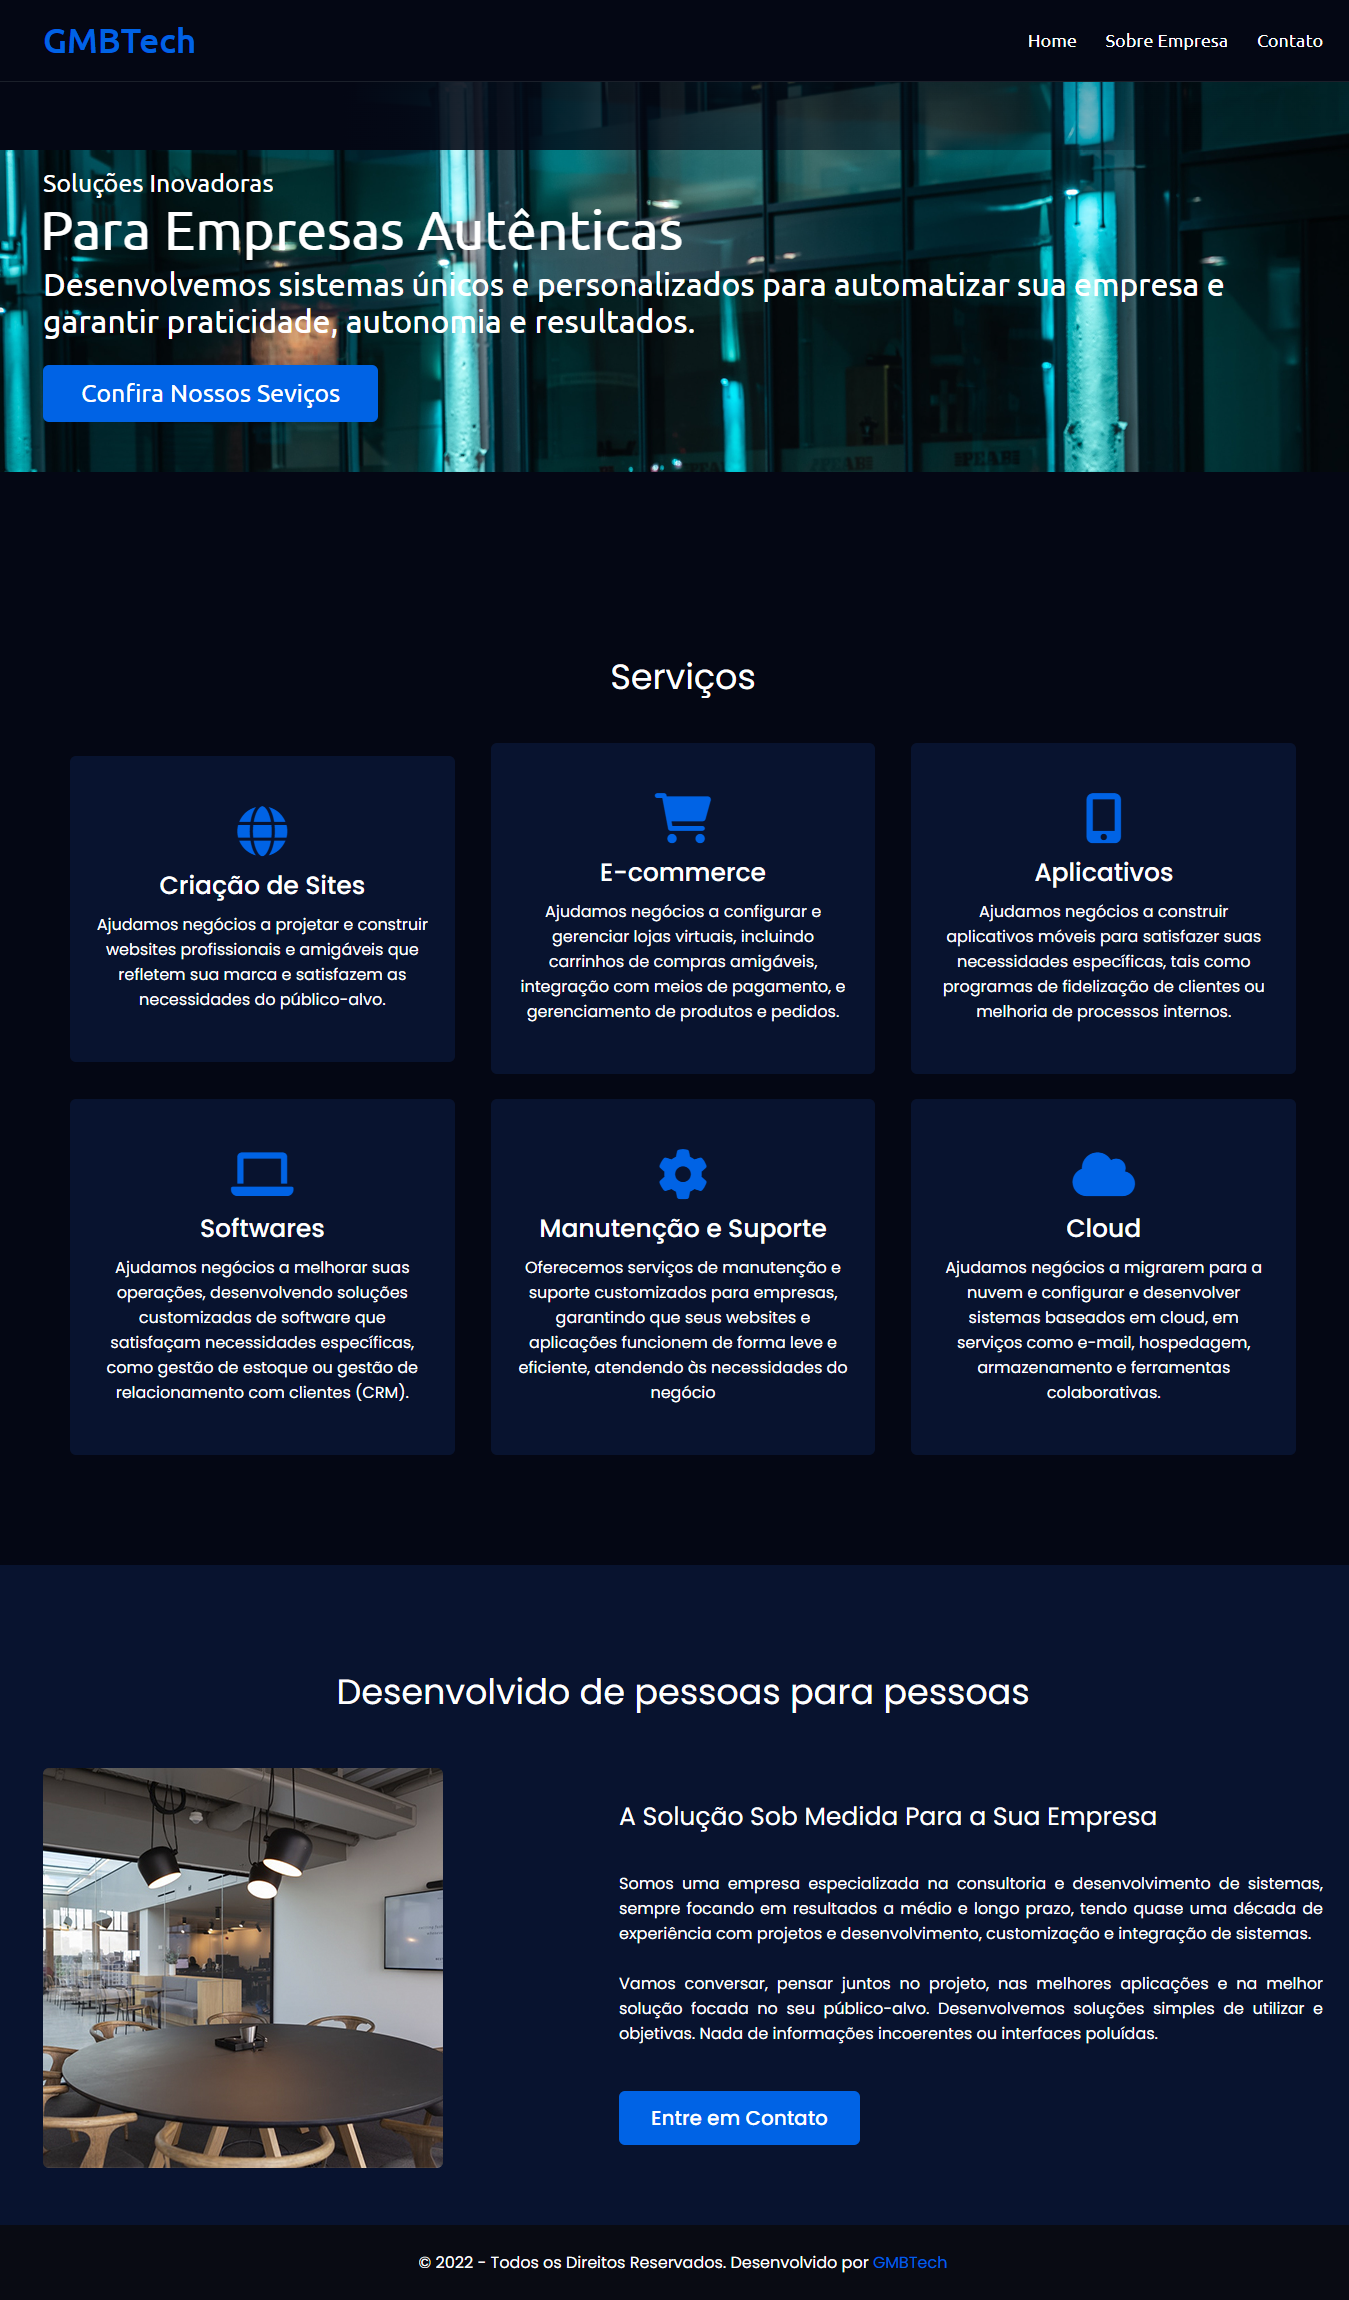 GMBTech
Home
Sobre Empresa
Contato
Soluções Inovadoras
Para Empresas Autênticas
Desenvolvemos sistemas únicos e personalizados para automatizar sua empresa e
garantir praticidade, autonomia e resultados.
Confira Nossos Seviços
PEAB
PEAB
PEAB
Serviços
Criação de Sites
Ajudamos negócios a projetar e construir
websites profissionais e amigáveis que
refletem sua marca e satisfazem as
necessidades do público-alvo.
E-commerce
Ajudamos negócios a configurar e
gerenciar lojas virtuais, incluindo
carrinhos de compras amigáveis,
integração com meios de pagamento, e
gerenciamento de produtos e pedidos.
Aplicativos
Ajudamos negócios a construir
aplicativos móveis para satisfazer suas
necessidades específicas, tais como
programas de fidelização de clientes ou
melhoria de processos internos.
Softwares
Ajudamos negócios a melhorar suas
operações, desenvolvendo soluções
customizadas de software que
satisfaçam necessidades específicas,
como gestão de estoque ou gestão de
relacionamento com clientes (CRM).
Manutenção e Suporte
Oferecemos serviços de manutenção e
suporte customizados para empresas,
garantindo que seus websites e
aplicações funcionem de forma leve e
eficiente, atendendo às necessidades do
negócio
Cloud
Ajudamos negócios a migrarem para a
nuvem e configurar e desenvolver
sistemas baseados em cloud, em
serviços como e-mail, hospedagem,
armazenamento e ferramentas
colaborativas.
Desenvolvido de pessoas para pessoas
A Solução Sob Medida Para a Sua Empresa
Somos uma empresa especializada na consultoria e desenvolvimento de sistemas,
sempre focando em resultados a médio e longo prazo, tendo quase uma década de
experiência com projetos e desenvolvimento, customização e integração de sistemas.
Vamos conversar, pensar juntos no projeto, nas melhores aplicações e na melhor
solução focada no seu público-alvo. Desenvolvemos soluções simples de utilizar e
objetivas. Nada de informações incoerentes ou interfaces poluídas.
Entre em Contato
© 2022 - Todos os Direitos Reservados. Desenvolvido por GMBTech